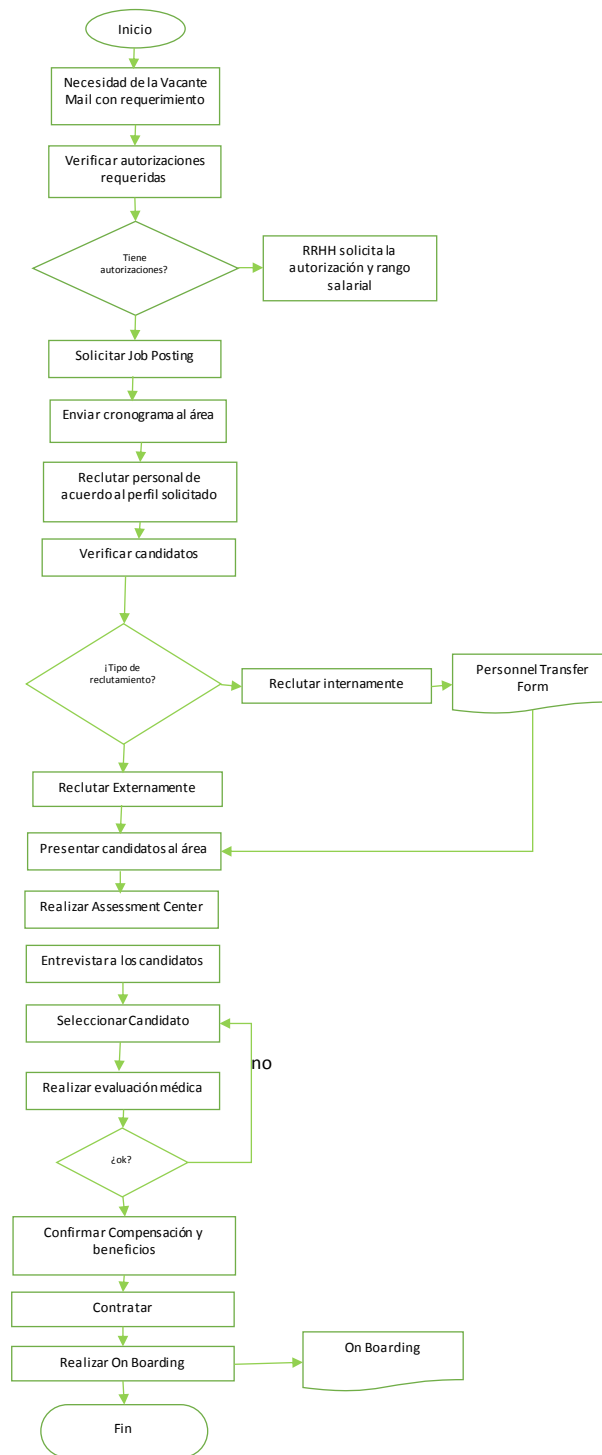 Inicio
Necesidad de la Vacante
Mail con requerimiento
Verificar autorizaciones
requeridas
Tiene
autorizaciones?
RRHH solicita la
autorización y rango
salarial
Solicitar Job Posting
Enviar cronograma al área
Reclutar personal de
acuerdo al perfil solicitado
Verificar candidatos
¡Tipo de
reclutamiento?
Reclutar internamente
Personnel Transfer
Form
Reclutar Externamente
Presentar candidatos al área
Realizar Assessment Center
Entrevistar a los candidatos
Seleccionar Candidato
no
Realizar evaluación médica
¿ok?
Confirmar Compensación y
beneficios
Contratar
Realizar On Boarding
On Boarding
Fin